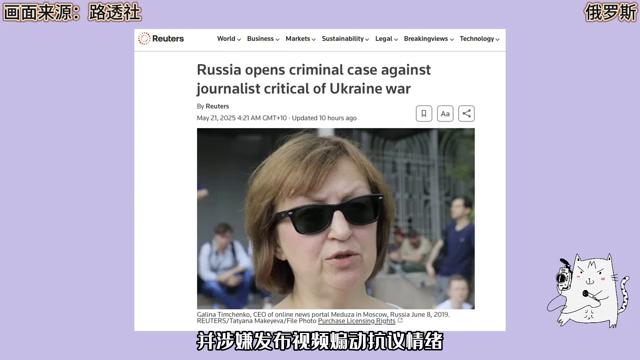 画面来源：路透社
俄罗斯
Reuters
World Business Markets Sustainability Legal Breakingviews Technology
Russia opens criminal case against
journalist critical of Ukraine war
By Reuters
May 21, 2025 4:21 AM GMT+10 · Updated 10 hours ago
Aa
Galina Timchenko, CEO of online news portal Meduza in Moscow, Russia June 8, 2019.
REUTERS/Tatyana Makeyeva/File Photo Purchase Licensing Rights
并涉嫌发布视频煽动抗议情绪